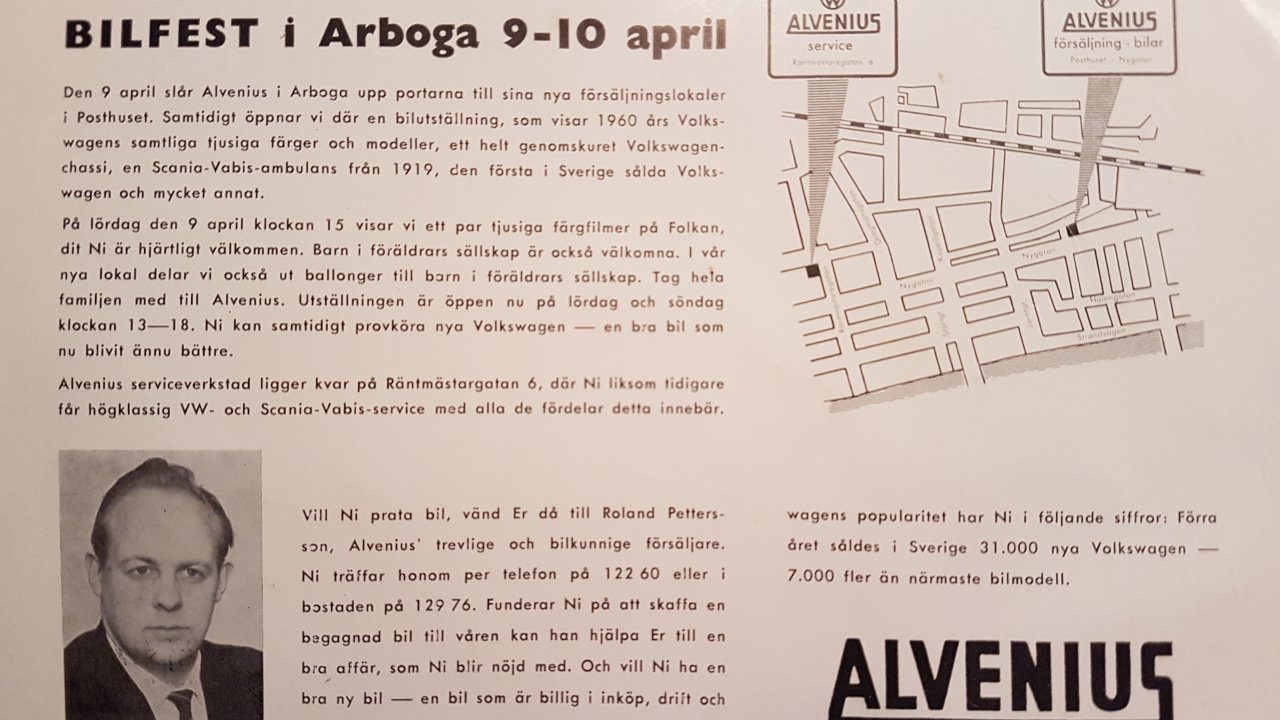 BILFEST i Arboga 9-10 april
Den 9 april slår Alvenius i Arboga upp portarna till sina nya försäljningslokaler
i Posthuset. Samtidigt öppnar vi där en bilutställning, som visar 1960 års Volks-
wagens samtliga tjusiga färger och modeller, ett helt genomskuret Volkswagen-
chassi, en Scania-Vabis-ambulans från 1919, den första i Sverige sålda Volks-
wagen och mycket annat.
På lördag den 9 april klockan 15 visar vi ett par tjusiga färgfilmer på Folkan,
dit Ni är hjärtligt välkommen. Barn i föräldrars sällskap är också välkomna. I vår
nya lokal delar vi också ut ballonger till barn i föräldrars sällskap. Tag hela
familjen med till Alvenius. Utställningen är öppen nu på lördag och söndag
klockan 13—18. Ni kan samtidigt provköra nya Volkswagen — en bra bil som
nu blivit ännu bättre.
Alvenius serviceverkstad ligger kvar på Räntmästargatan 6, där Ni liksom tidigare
får högklassig VW- och Scania-Vabis-service med alla de fördelar detta innebär.
ALVENIUS
service
Räntmästaregatan 6
ALVENIUS
försäljning - bilar
Posthuset - Nygatan
Nygatan
Nygatan
Hamngatan
Strandvägen
Vill Ni prata bil, vänd Er då till Roland Petters-
son, Alvenius' trevlige och bilkunnige försäljare.
Ni träffar honom per telefon på 122 60 eller i
bostaden på 129 76. Funderar Ni på att skaffa en
begagnad bil till våren kan han hjälpa Er till en
bra affär, som Ni blir nöjd med. Och vill Ni ha en
bra ny bil — en bil som är billig i inköp, drift och
wagens popularitet har Ni i följande siffror: Förra
året såldes i Sverige 31.000 nya Volkswagen —
7.000 fler än närmaste bilmodell.
ALVENIUS